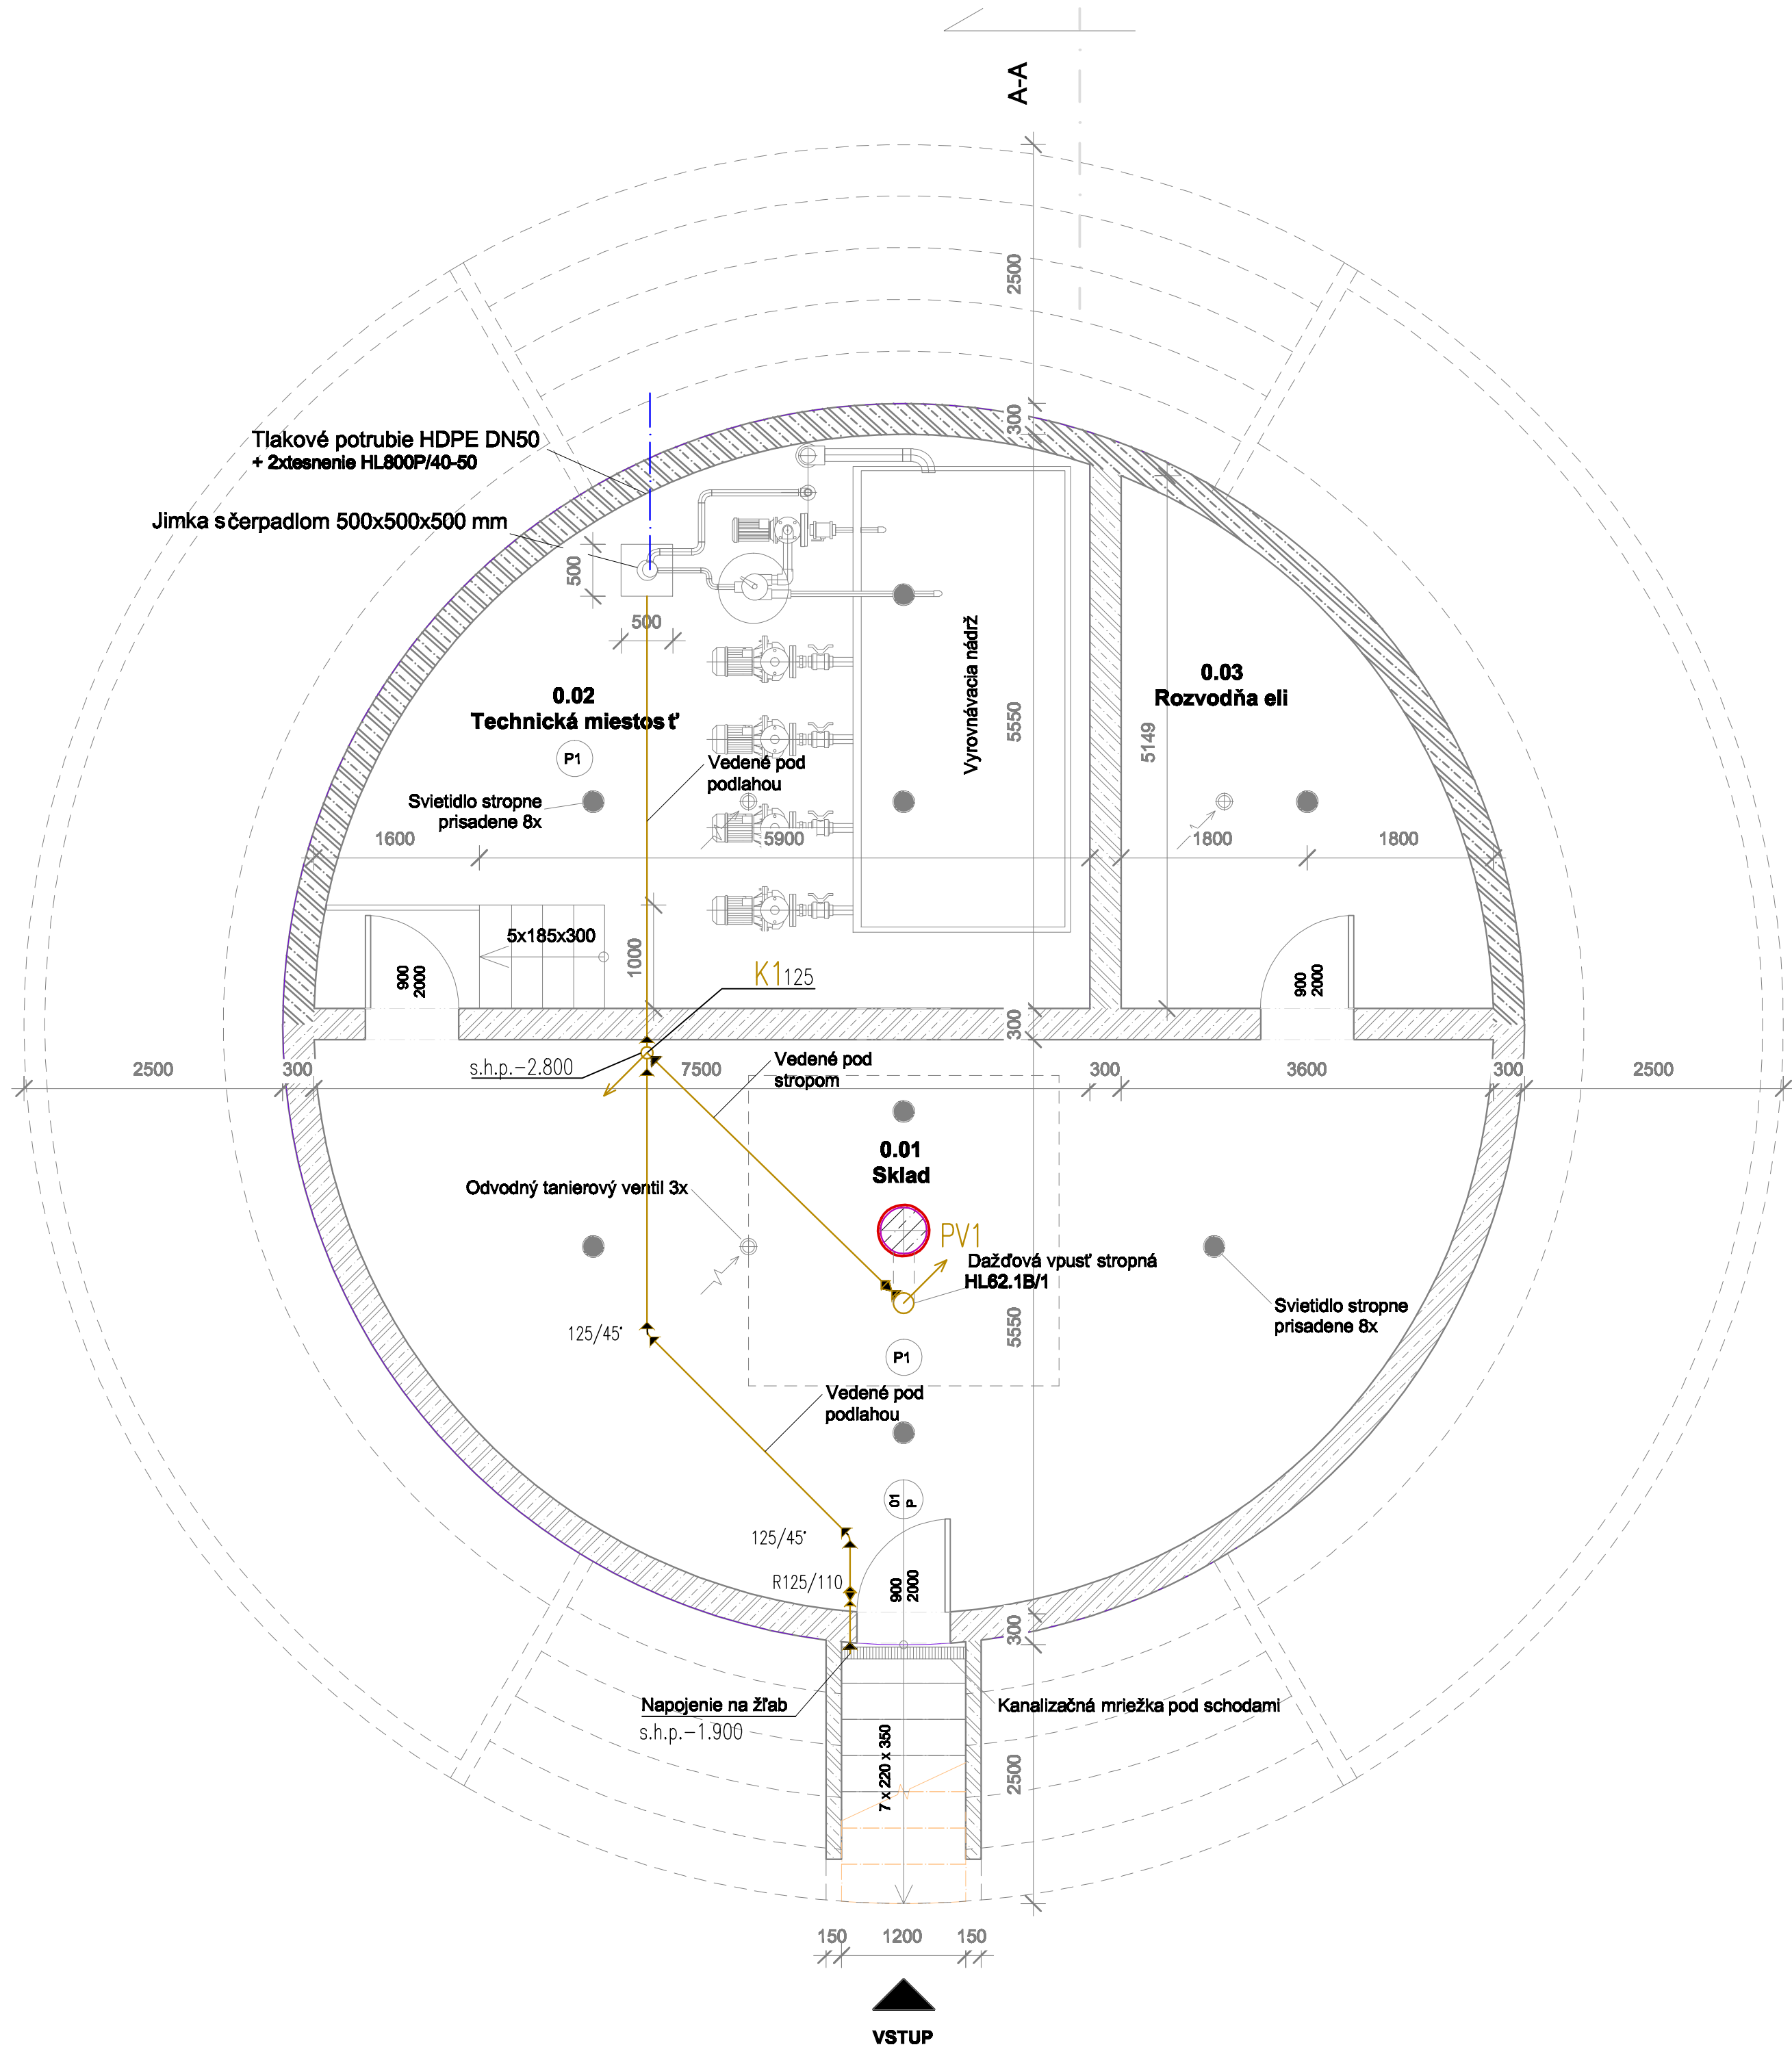 A-A
2500
300
Tlakové potrubie HDPE DN50
+ 2xtesnenie HL800P/40-50
Jimka s čerpadlom 500x500x500 mm
500
500
Vyrovnávacia nádrž
0.02
Technická miestosť
P1
0.03
Rozvodňa eli
5550
5149
Vedené pod
podlahou
Svietidlo stropne
prisadene 8x
1600
5900
1800
1800
5x185x300
900
2000
1000
900
2000
K1125
300
s.h.p.-2.800
Vedené pod
stropom
2500
300
7500
300
3600
300
2500
0.01
Sklad
Odvodný tanierový ventil 3x
PV1
Dažďová vpusť stropná
HL62.1B/1
Svietidlo stropne
prisadene 8x
125/45°
5550
P1
Vedené pod
podlahou
01
P
125/45°
R125/110
900
2000
300
Napojenie na žľab
s.h.p.-1.900
Kanalizačná mriežka pod schodami
7 x 220 x 350
2500
150
1200
150
VSTUP